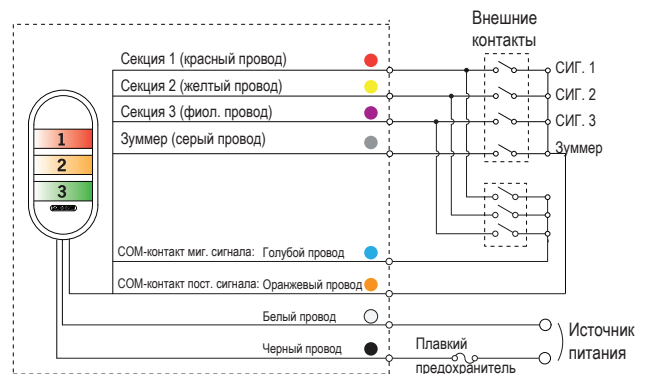 Внешние
контакты
Секция 1 (красный провод)
СИГ. 1
Секция 2 (желтый провод)
СИГ. 2
Секция 3 (фиол. провод)
СИГ. 3
Зуммер (серый провод)
Зуммер
1
2
3
COM-контакт миг. сигнала: Голубой провод
COM-контакт пост. сигнала: Оранжевый провод
Белый провод
Черный провод
Плавкий
предохранитель
Источник
питания